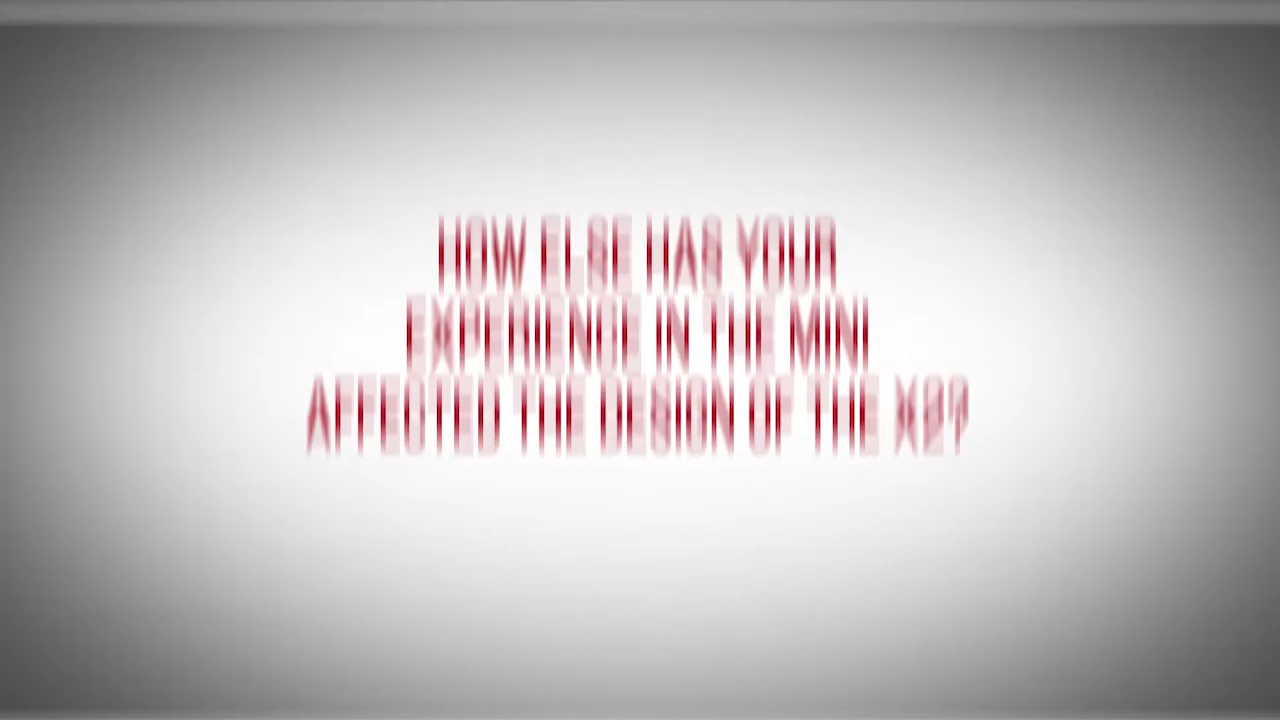 HOW ELSE HAS YOUR
EXPERIENCE IN THE MINI
AFFECTED THE DESIGN OF THE